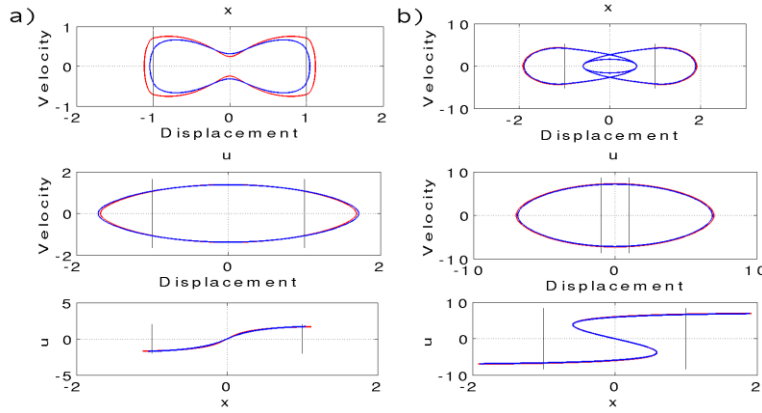 a)
x
Velocity
1
0
-1
-2 -1 0 1 2
Displacement
u
Velocity
2
0
-2
-2 0 2
Displacement
u
5
0
-5
-2 0 2
x
b)
x
Velocity
10
0
-10
-2 0 2
Displacement
u
Velocity
10
0
-10
-10 -5 0 5 10
Displacement
u
10
0
-10
-2 -1 0 1 2
x